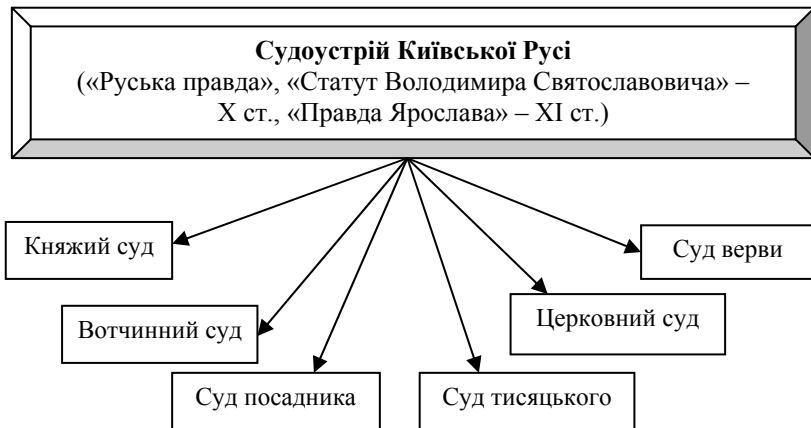 Судоустрій Київської Русі
(«Руська правда», «Статут Володимира Святославовича» –
X ст., «Правда Ярослава» – XI ст.)
Княжий суд
Суд верви
Вотчинний суд
Церковний суд
Суд посадника
Суд тисяцького